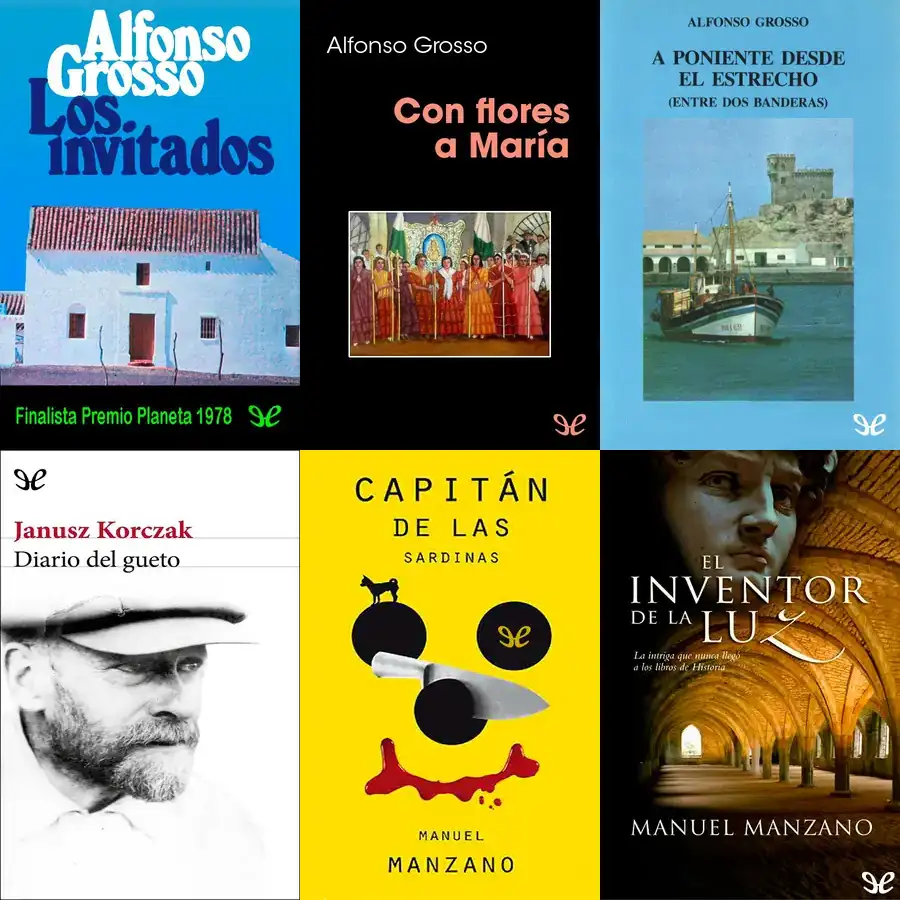 Alfonso
Grosso
Los
invitados
Finalista Premio Planeta 1978
Alfonso Grosso
Con flores
a María
ALFONSO GROSSO
A PONIENTE DESDE
EL ESTRECHO
(ENTRE DOS BANDERAS)
Janusz Korczak
Diario del gueto
CAPITÁN
DE LAS
SARDINAS
MANUEL
MANZANO
EL
INVENTOR
DE LA LUZ
La intriga que nunca llegó
a los libros de Historia
MANUEL MANZANO